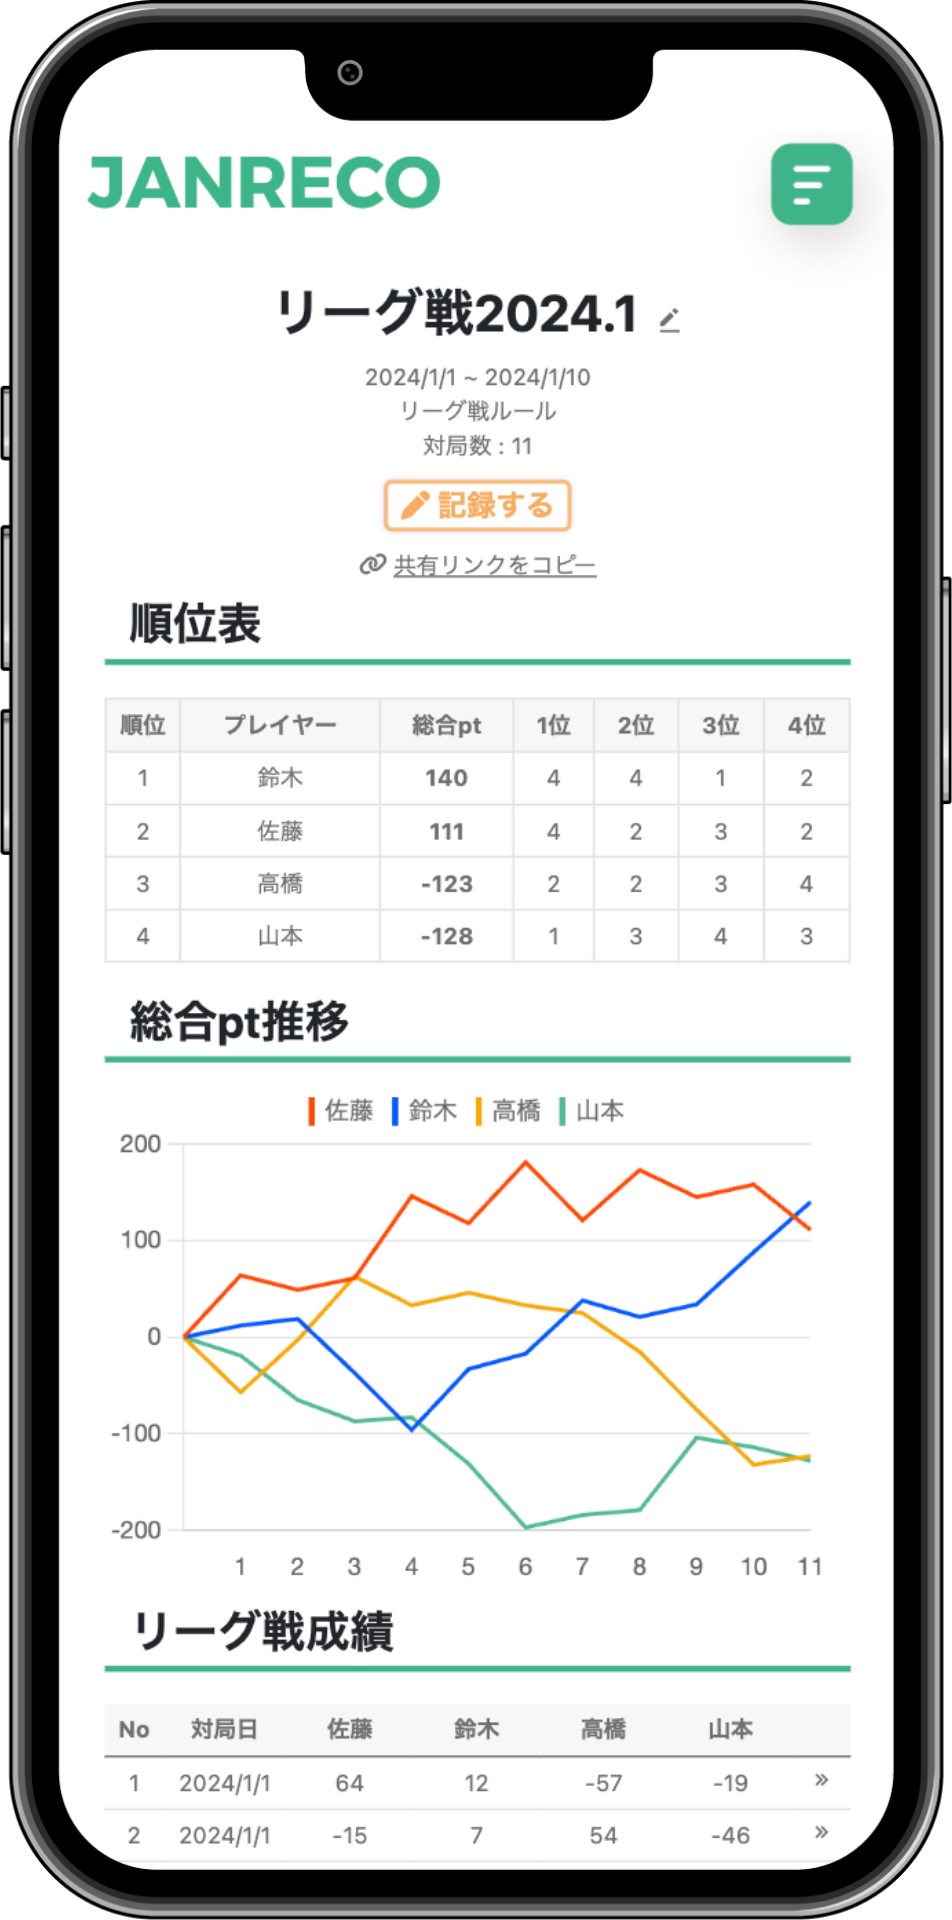 JANRECO
リーグ戦2024.1
2024/1/1 ~ 2024/1/10
リーグ戦ルール
対局数 : 11
記録する
共有リンクをコピー
順位表
順位 プレイヤー 総合pt 1位 2位 3位 4位
1 鈴木 140 4 4 1 2
2 佐藤 111 4 2 3 2
3 高橋 -123 2 2 3 4
4 山本 -128 1 3 4 3
総合pt推移
佐藤 鈴木 高橋 山本
200
100
0
-100
-200
1 2 3 4 5 6 7 8 9 10 11
リーグ戦成績
No 対局日 佐藤 鈴木 高橋 山本
1 2024/1/1 64 12 -57 -19 »
2 2024/1/1 -15 7 54 -46 »